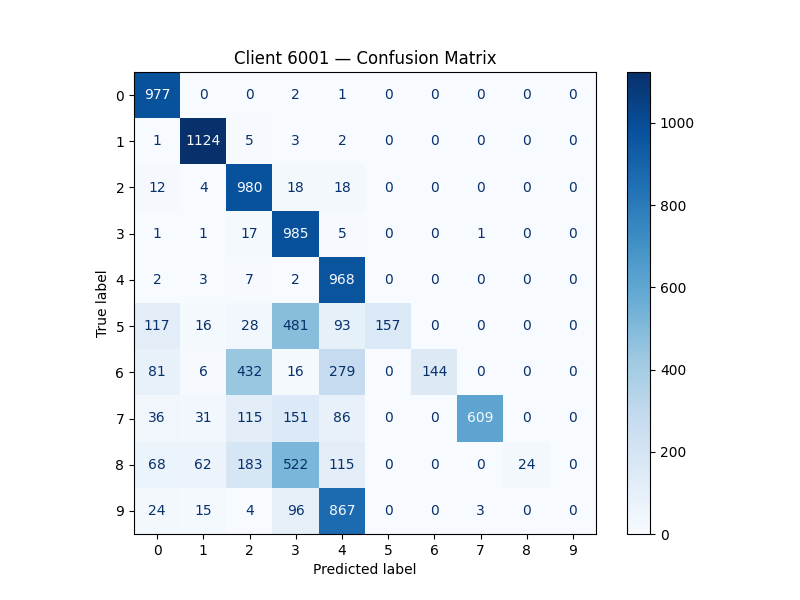 Client 6001 — Confusion Matrix
0 977 0 0 2 1 0 0 0 0 0
1 1 1124 5 3 2 0 0 0 0 0
2 12 4 980 18 18 0 0 0 0 0
3 1 1 17 985 5 0 0 1 0 0
4 2 3 7 2 968 0 0 0 0 0
5 117 16 28 481 93 157 0 0 0 0
6 81 6 432 16 279 0 144 0 0 0
7 36 31 115 151 86 0 0 609 0 0
8 68 62 183 522 115 0 0 0 24 0
9 24 15 4 96 867 0 0 3 0 0
0 1 2 3 4 5 6 7 8 9
Predicted label
True label
1000
800
600
400
200
0